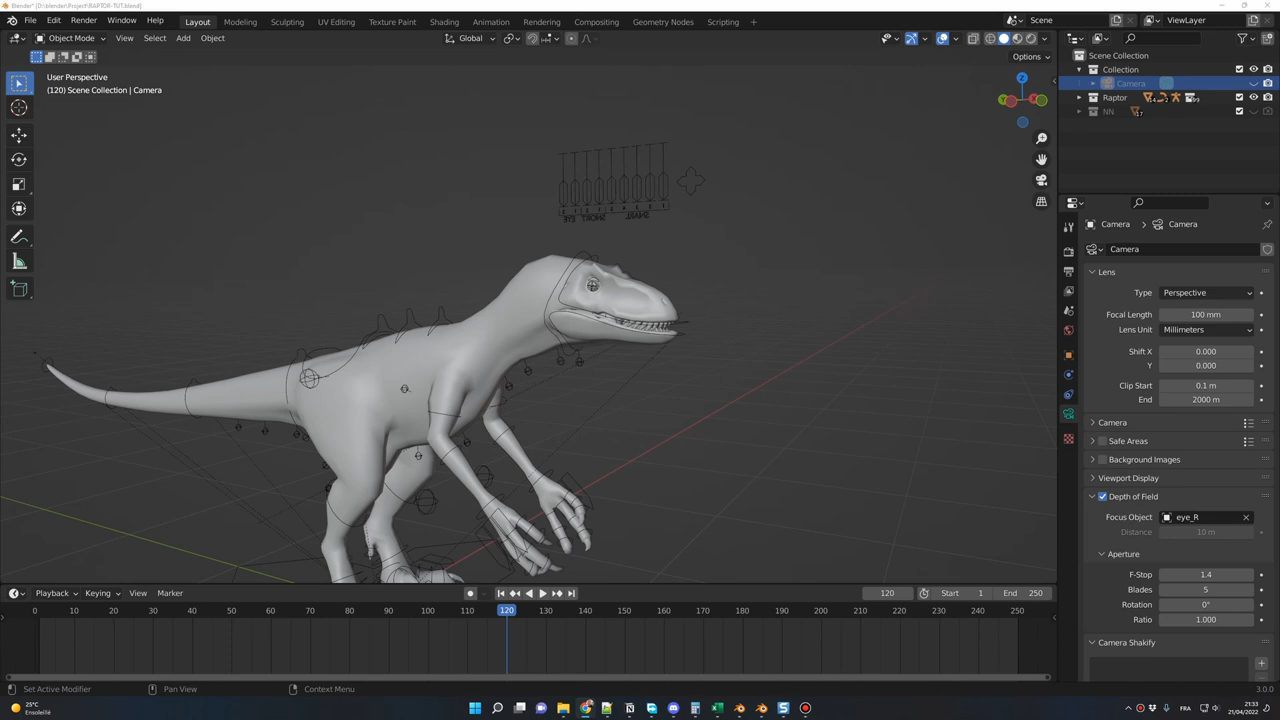 Blender* [D:\blender\Project\RAPTOR-TUT.blend]
File Edit Render Window Help Layout Modeling Sculpting UV Editing Texture Paint Shading Animation Rendering Compositing Geometry Nodes Scripting Scene ViewLayer
Object Mode View Select Add Object Global
Options
User Perspective
(120) Scene Collection | Camera
Scene Collection
Collection
Camera
Raptor
NN 17
Camera Camera
Camera
Lens
Type Perspective
Focal Length 100 mm
Lens Unit Millimeters
Shift X 0.000
Y 0.000
Clip Start 0.1 m
End 2000 m
Camera
Safe Areas
Background Images
Viewport Display
Depth of Field
Focus Object eye_R
Distance 10 m
Aperture
F-Stop 1.4
Blades 5
Rotation 0°
Ratio 1.000
Camera Shakify
Z
Y X
Playback Keying View Marker 120 Start 1 End 250
0 10 20 30 40 50 60 70 80 90 100 110 120 130 140 150 160 170 180 190 200 210 220 230 240 250
Set Active Modifier Pan View Context Menu 3.0.0
25°C
Ensoleillé
FRA
21:33
21/04/2022